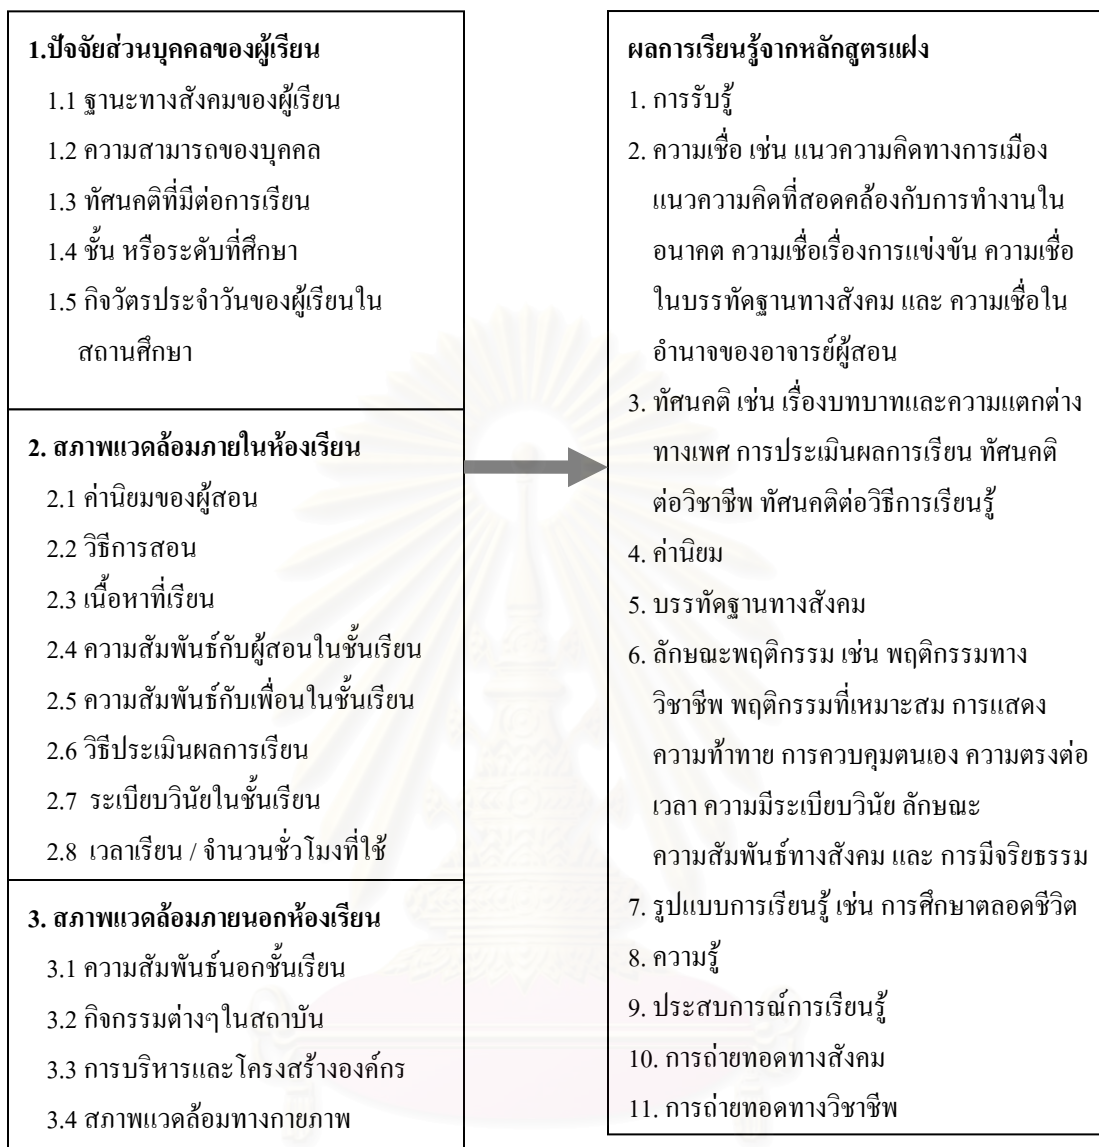 1.ปัจจัยส่วนบุคคลของผู้เรียน
1.1 ฐานะทางสังคมของผู้เรียน
1.2 ความสามารถของบุคคล
1.3 ทัศนคติที่มีต่อการเรียน
1.4 ชั้น หรือระดับที่ศึกษา
1.5 กิจวัตรประจำวันของผู้เรียนใน
สถานศึกษา
2. สภาพแวดล้อมภายในห้องเรียน
2.1 ค่านิยมของผู้สอน
2.2 วิธีการสอน
2.3 เนื้อหาที่เรียน
2.4 ความสัมพันธ์กับผู้สอนในชั้นเรียน
2.5 ความสัมพันธ์กับเพื่อนในชั้นเรียน
2.6 วิธีประเมินผลการเรียน
2.7 ระเบียบวินัยในชั้นเรียน
2.8 เวลาเรียน / จำนวนชั่วโมงที่ใช้
3. สภาพแวดล้อมภายนอกห้องเรียน
3.1 ความสัมพันธ์นอกชั้นเรียน
3.2 กิจกรรมต่างๆในสถาบัน
3.3 การบริหารและโครงสร้างองค์กร
3.4 สภาพแวดล้อมทางกายภาพ
ผลการเรียนรู้จากหลักสูตรแฝง
1. การรับรู้
2. ความเชื่อ เช่น แนวความคิดทางการเมือง
แนวความคิดที่สอดคล้องกับการทำงานใน
อนาคต ความเชื่อเรื่องการแข่งขัน ความเชื่อ
ในบรรทัดฐานทางสังคม และ ความเชื่อใน
อำนาจของอาจารย์ผู้สอน
3. ทัศนคติ เช่น เรื่องบทบาทและความแตกต่าง
ทางเพศ การประเมินผลการเรียน ทัศนคติ
ต่อวิชาชีพ ทัศนคติต่อวิธีการเรียนรู้
4. ค่านิยม
5. บรรทัดฐานทางสังคม
6. ลักษณะพฤติกรรม เช่น พฤติกรรมทาง
วิชาชีพ พฤติกรรมที่เหมาะสม การแสดง
ความท้าทาย การควบคุมตนเอง ความตรงต่อ
เวลา ความมีระเบียบวินัย ลักษณะ
ความสัมพันธ์ทางสังคม และ การมีจริยธรรม
7. รูปแบบการเรียนรู้ เช่น การศึกษาตลอดชีวิต
8. ความรู้
9. ประสบการณ์การเรียนรู้
10. การถ่ายทอดทางสังคม
11. การถ่ายทอดทางวิชาชีพ